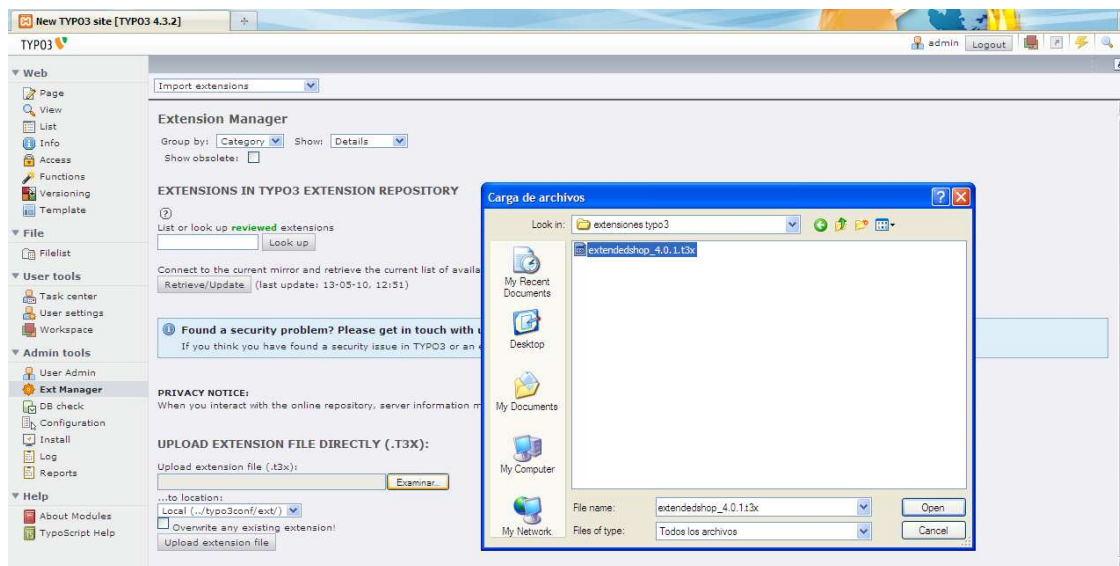 New TYPO3 site [TYPO3 4.3.2]
TYPO3
admin Logout
Web
Page
View
List
Info
Access
Functions
Versioning
Template
File
Filelist
User tools
Task center
User settings
Workspace
Admin tools
User Admin
Ext Manager
DB check
Configuration
Install
Log
Reports
Help
About Modules
TypoScript Help
Import extensions
Extension Manager
Group by: Category Show: Details
Show obsolete:
EXTENSIONS IN TYPO3 EXTENSION REPOSITORY
List or look up reviewed extensions
Look up
Connect to the current mirror and retrieve the current list of availa
Retrieve/Update (last update: 13-05-10, 12:51)
Found a security problem? Please get in touch with
If you think you have found a security issue in TYPO3 or an
PRIVACY NOTICE:
When you interact with the online repository, server information
UPLOAD EXTENSION FILE DIRECTLY (.T3X):
Upload extension file (.t3x):
Examinar...
...to location:
Local (../typo3conf/ext/)
Overwrite any existing extension!
Upload extension file
Carga de archivos
Look in: extensiones typo3
extendedshop_4.0.1.t3x
My Recent
Documents
Desktop
My Documents
My Computer
My Network
File name: extendedshop_4.0.1.t3x Open
Files of type: Todos los archivos Cancel